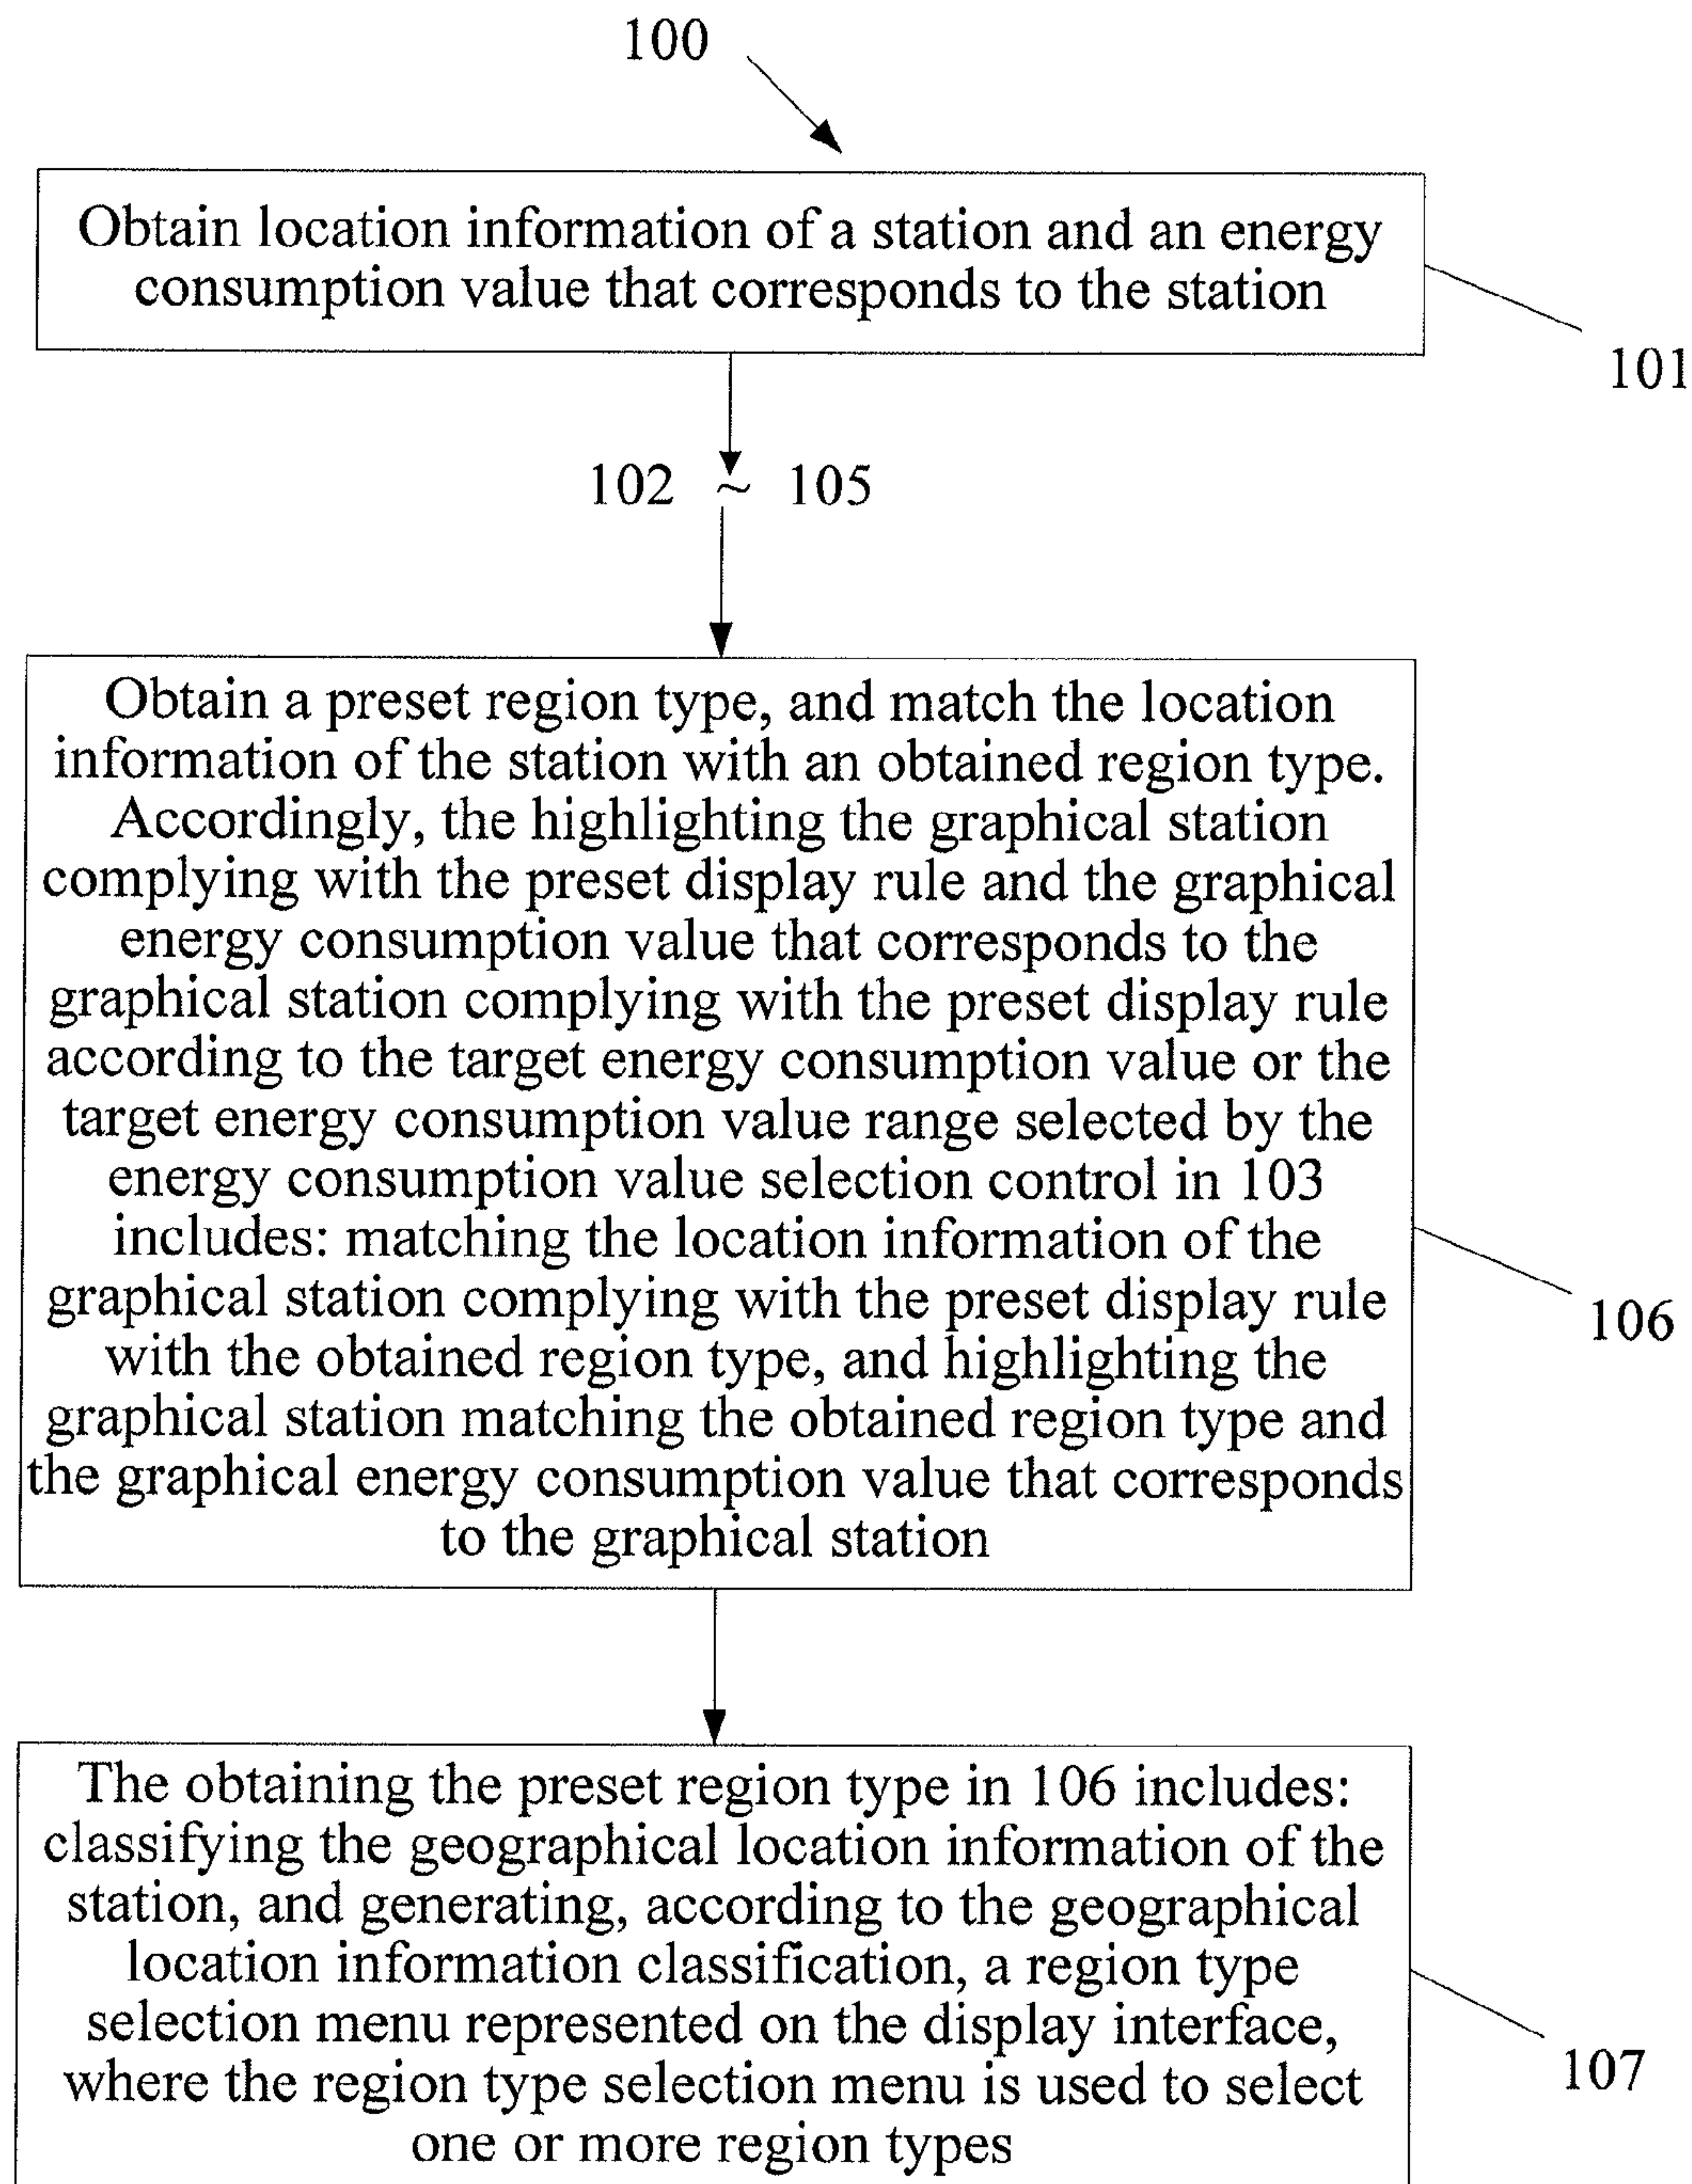 100
Obtain location information of a station and an energy
consumption value that corresponds to the station
101
102 ~ 105
Obtain a preset region type, and match the location
information of the station with an obtained region type.
Accordingly, the highlighting the graphical station
complying with the preset display rule and the graphical
energy consumption value that corresponds to the
graphical station complying with the preset display rule
according to the target energy consumption value or the
target energy consumption value range selected by the
energy consumption value selection control in 103
includes: matching the location information of the
graphical station complying with the preset display rule
with the obtained region type, and highlighting the
graphical station matching the obtained region type and
the graphical energy consumption value that corresponds
to the graphical station
106
The obtaining the preset region type in 106 includes:
classifying the geographical location information of the
station, and generating, according to the geographical
location information classification, a region type
selection menu represented on the display interface,
where the region type selection menu is used to select
one or more region types
107